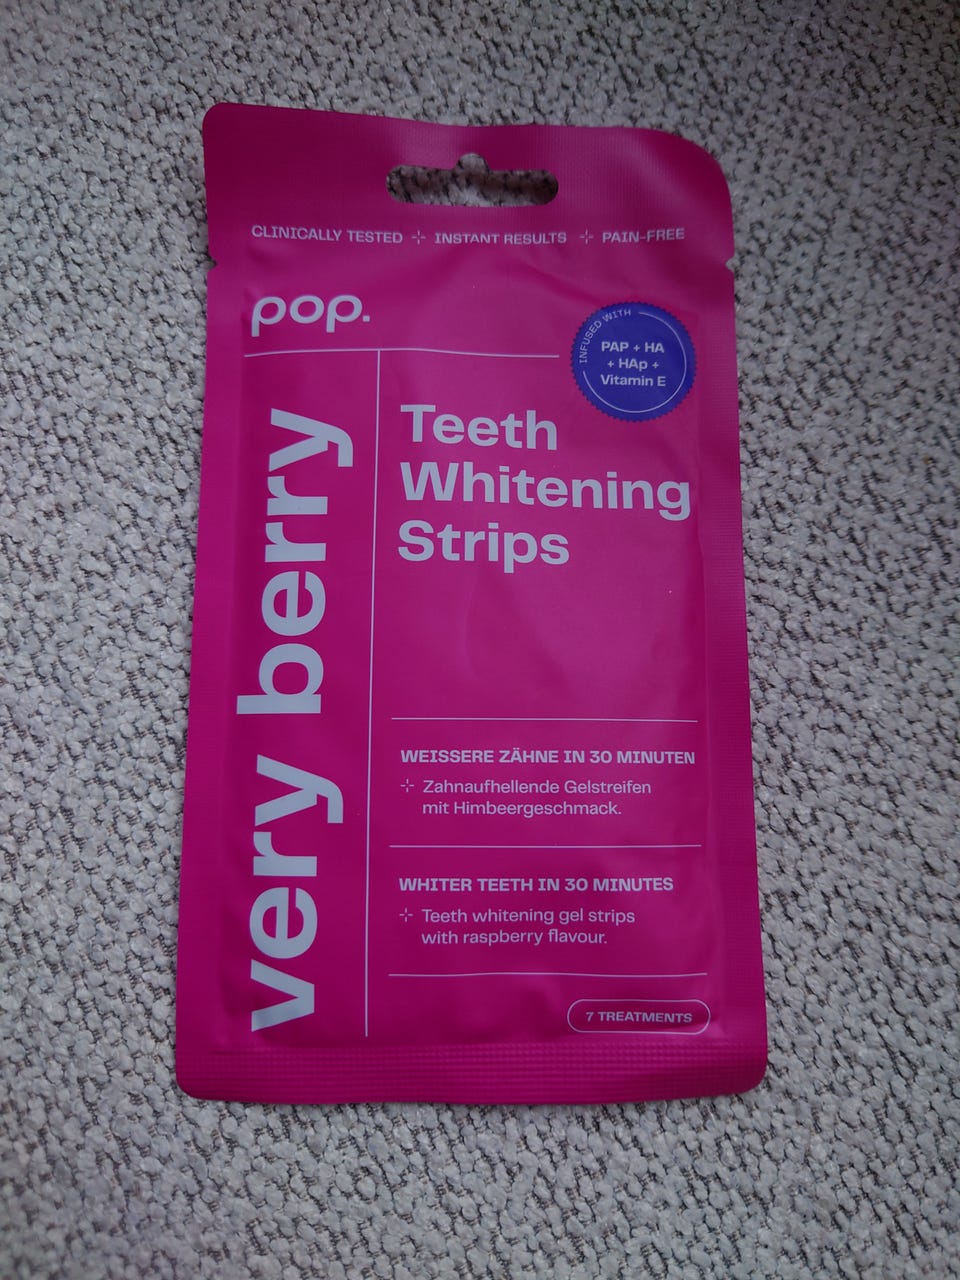 CLINICALLY TESTED ⊹ INSTANT RESULTS ⊹ PAIN-FREE
pop.
INFUSED WITH
PAP + HA
+ HAp +
Vitamin E
very berry
Teeth
Whitening
Strips
WEISSERE ZÄHNE IN 30 MINUTEN
⊹ Zahnaufhellende Gelstreifen
mit Himbeergeschmack.
WHITER TEETH IN 30 MINUTES
⊹ Teeth whitening gel strips
with raspberry flavour.
7 TREATMENTS